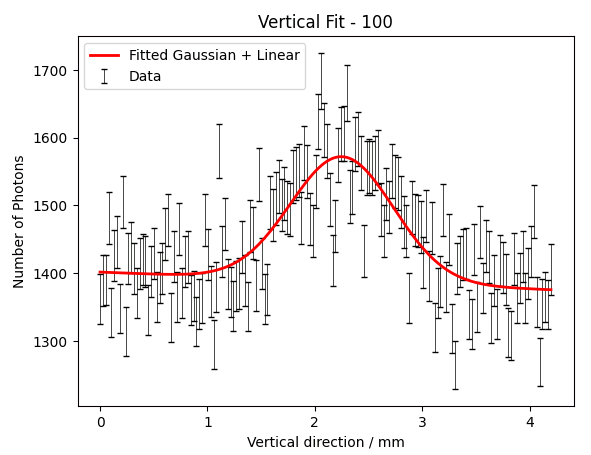 Vertical Fit - 100
Fitted Gaussian + Linear
Data
Number of Photons
1700
1600
1500
1400
1300
0 1 2 3 4
Vertical direction / mm